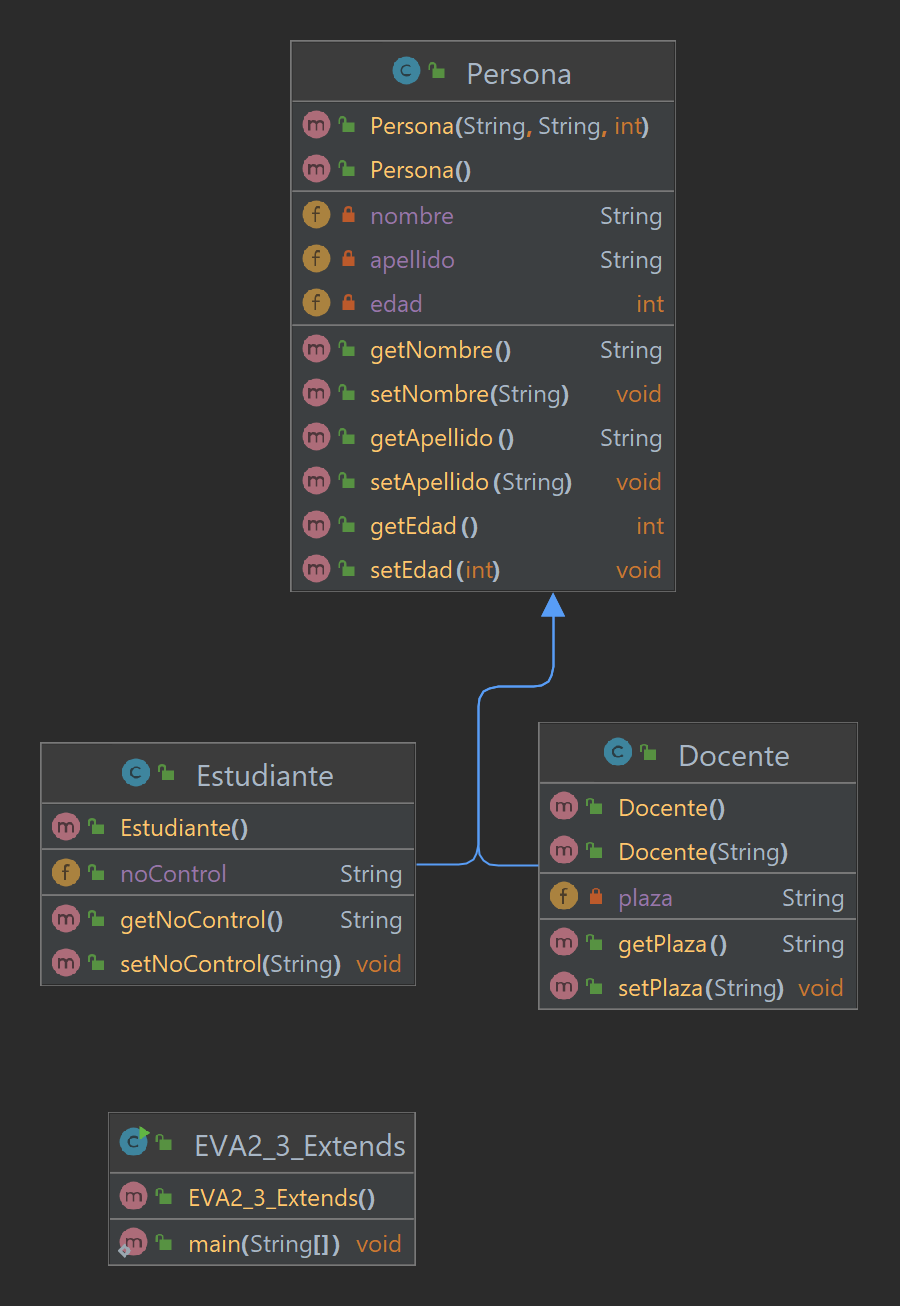 Persona
Persona(String, String, int)
Persona()
nombre String
apellido String
edad int
getNombre() String
setNombre(String) void
getApellido() String
setApellido(String) void
getEdad() int
setEdad(int) void
Estudiante
Estudiante()
noControl String
getNoControl() String
setNoControl(String) void
Docente
Docente()
Docente(String)
plaza String
getPlaza() String
setPlaza(String) void
EVA2_3_Extends
EVA2_3_Extends()
main(String[]) void